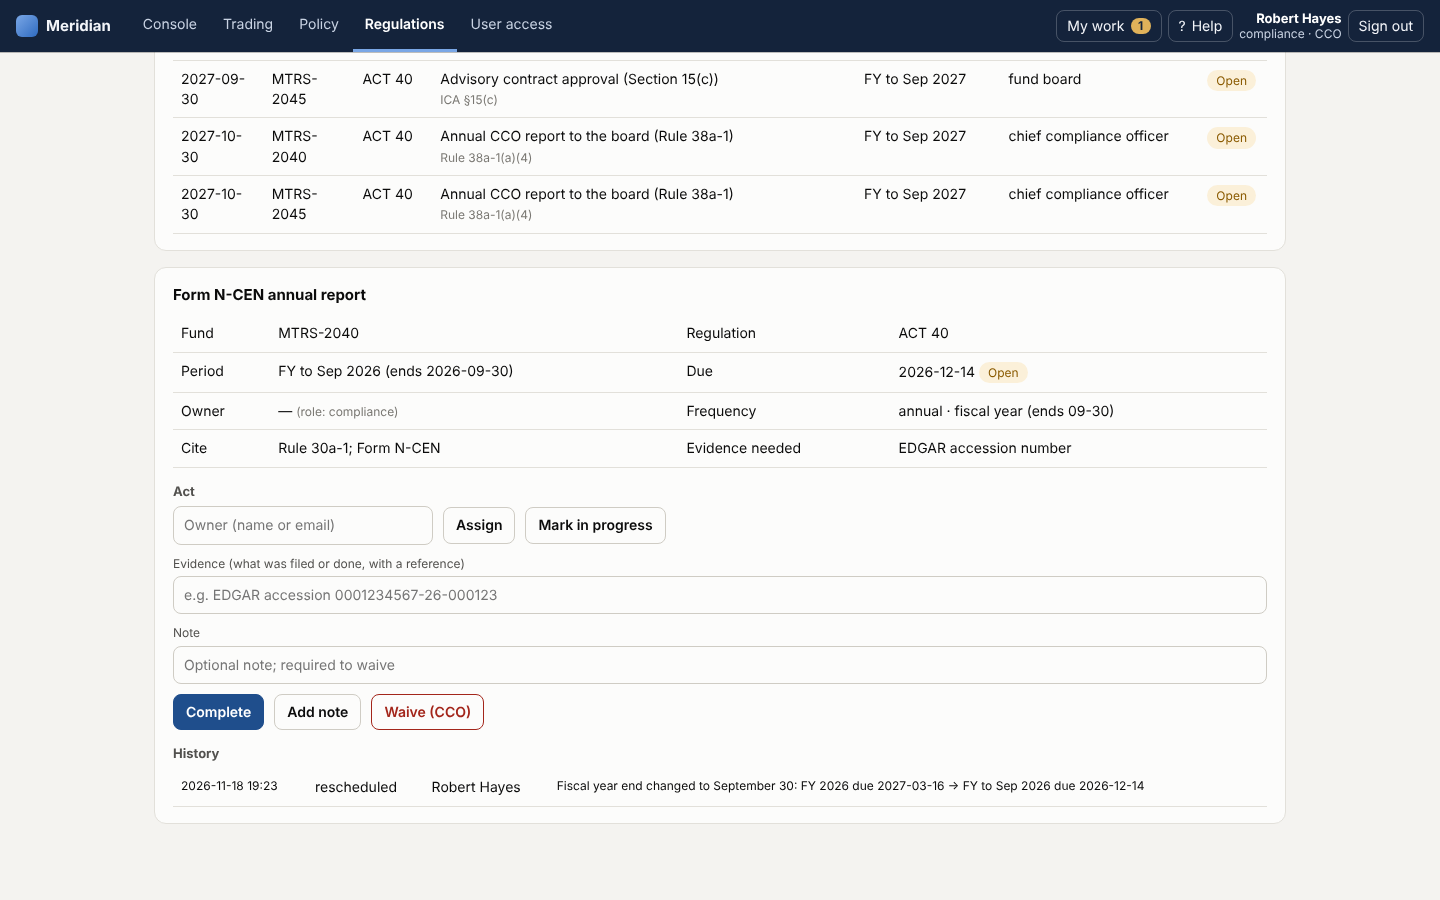 Meridian Console Trading Policy Regulations User access My work 1 ? Help Robert Hayes Sign out
compliance · CCO
2027-09-30 MTRS-2045 ACT 40 Advisory contract approval (Section 15(c)) FY to Sep 2027 fund board Open
ICA §15(c)
2027-10-30 MTRS-2040 ACT 40 Annual CCO report to the board (Rule 38a-1) FY to Sep 2027 chief compliance officer Open
Rule 38a-1(a)(4)
2027-10-30 MTRS-2045 ACT 40 Annual CCO report to the board (Rule 38a-1) FY to Sep 2027 chief compliance officer Open
Rule 38a-1(a)(4)
Form N-CEN annual report
Fund MTRS-2040 Regulation ACT 40
Period FY to Sep 2026 (ends 2026-09-30) Due 2026-12-14 Open
Owner — (role: compliance) Frequency annual · fiscal year (ends 09-30)
Cite Rule 30a-1; Form N-CEN Evidence needed EDGAR accession number
Act
Owner (name or email) Assign Mark in progress
Evidence (what was filed or done, with a reference)
e.g. EDGAR accession 0001234567-26-000123
Note
Optional note; required to waive
Complete Add note Waive (CCO)
History
2026-11-18 19:23 rescheduled Robert Hayes Fiscal year end changed to September 30: FY 2026 due 2027-03-16 → FY to Sep 2026 due 2026-12-14